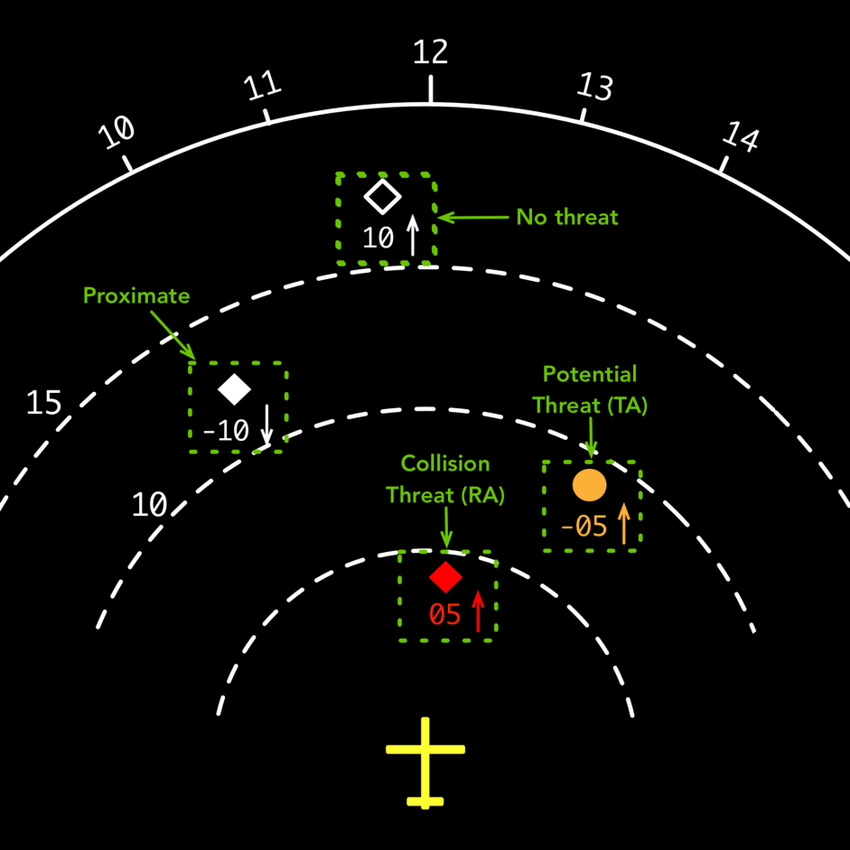 12
11
13
10
14
No threat
10
Proximate
15
-10
Potential
Threat (TA)
Collision
Threat (RA)
10
-05
05